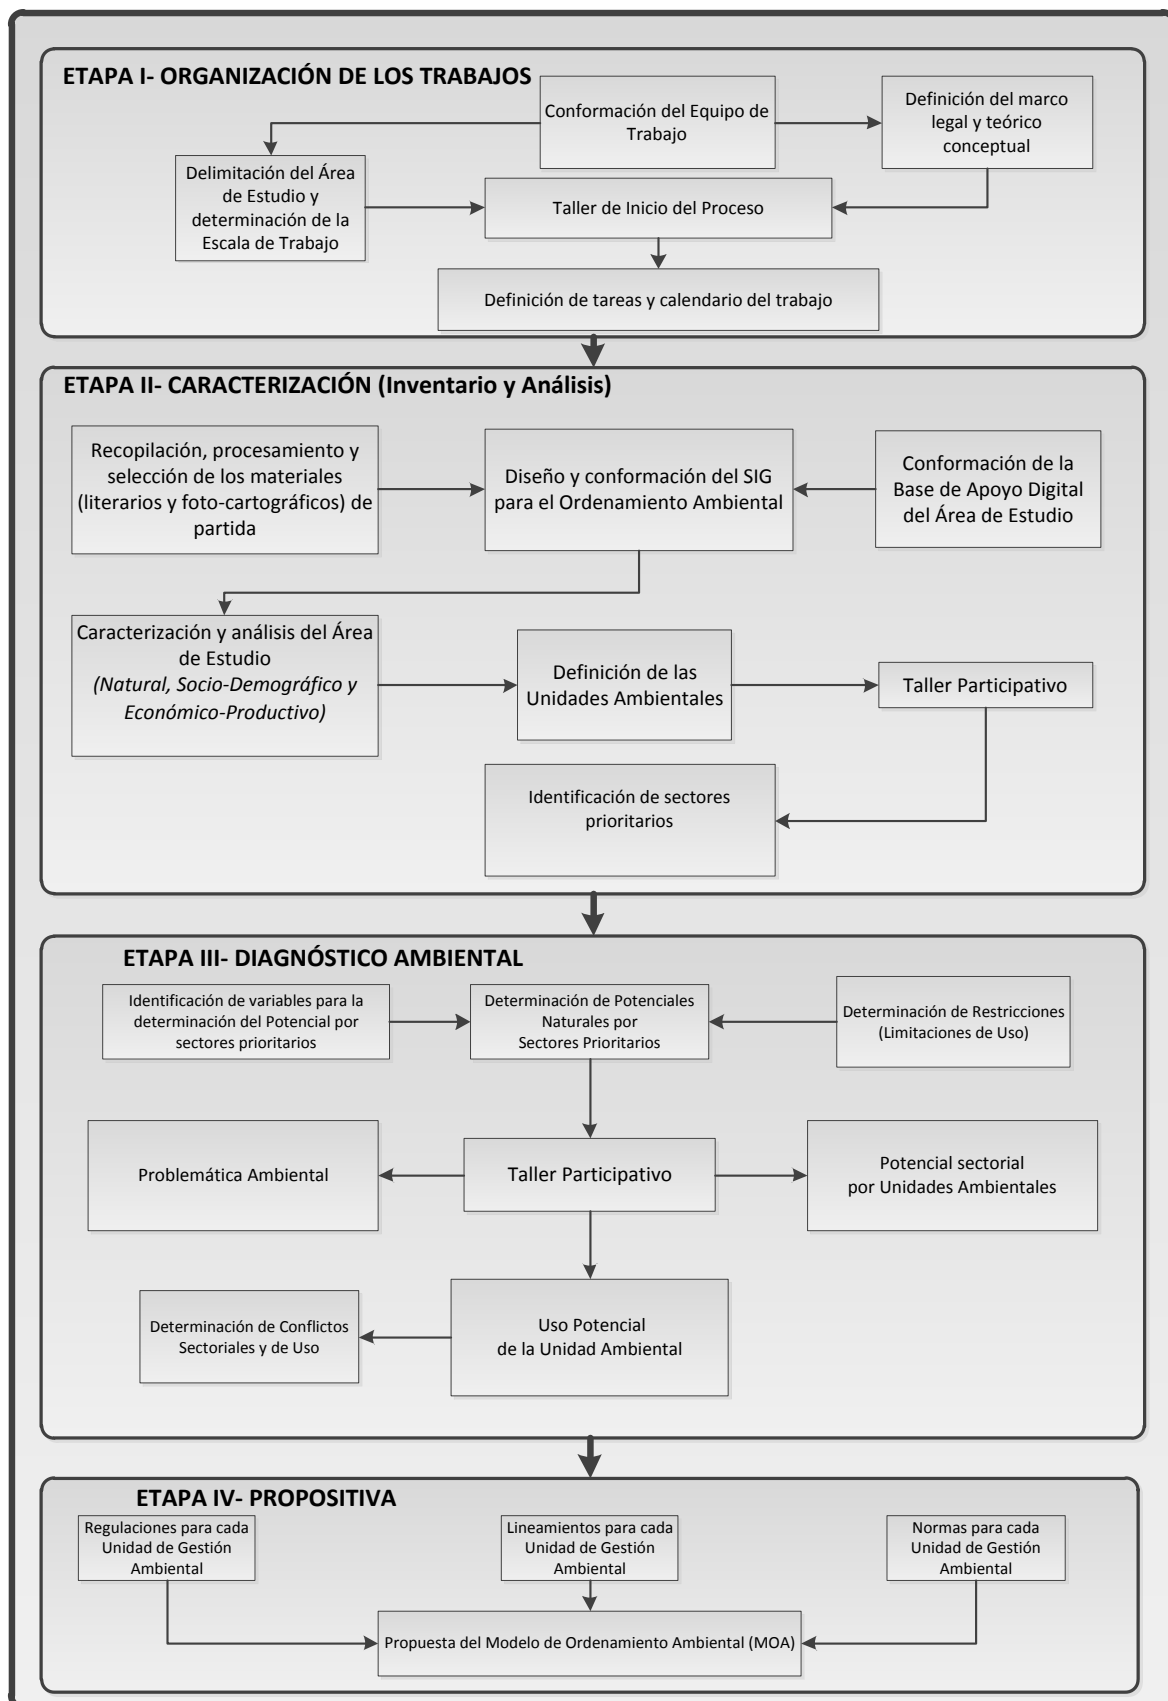 ETAPA I- ORGANIZACIÓN DE LOS TRABAJOS
Conformación del Equipo de
Trabajo
Definición del marco
legal y teórico
conceptual
Delimitación del Área
de Estudio y
determinación de la
Escala de Trabajo
Taller de Inicio del Proceso
Definición de tareas y calendario del trabajo
ETAPA II- CARACTERIZACIÓN (Inventario y Análisis)
Recopilación, procesamiento y
selección de los materiales
(literarios y foto-cartográficos) de
partida
Diseño y conformación del SIG
para el Ordenamiento Ambiental
Conformación de la
Base de Apoyo Digital
del Área de Estudio
Caracterización y análisis del Área
de Estudio
(Natural, Socio-Demográfico y
Económico-Productivo)
Definición de las
Unidades Ambientales
Taller Participativo
Identificación de sectores
prioritarios
ETAPA III- DIAGNÓSTICO AMBIENTAL
Identificación de variables para la
determinación del Potencial por
sectores prioritarios
Determinación de Potenciales
Naturales por
Sectores Prioritarios
Determinación de Restricciones
(Limitaciones de Uso)
Problemática Ambiental
Taller Participativo
Potencial sectorial
por Unidades Ambientales
Determinación de Conflictos
Sectoriales y de Uso
Uso Potencial
de la Unidad Ambiental
ETAPA IV- PROPOSITIVA
Regulaciones para cada
Unidad de Gestión
Ambiental
Lineamientos para cada
Unidad de Gestión
Ambiental
Normas para cada
Unidad de Gestión
Ambiental
Propuesta del Modelo de Ordenamiento Ambiental (MOA)